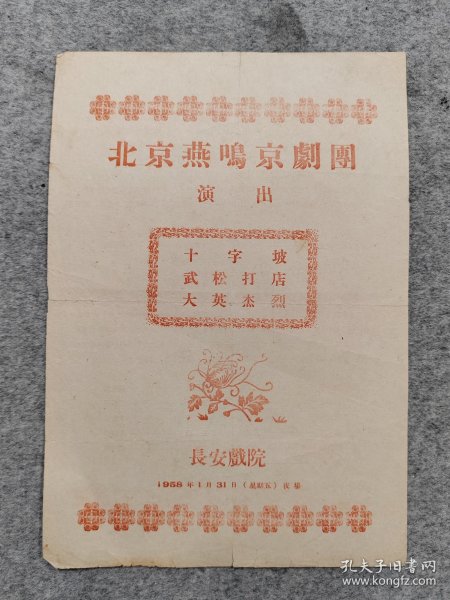 北京燕鳴京劇團
演出
十字坡
武松打店
大英杰烈
長安戲院
1958年1月31日(星期五)夜場
孔夫子旧书网
www.kongfz.com